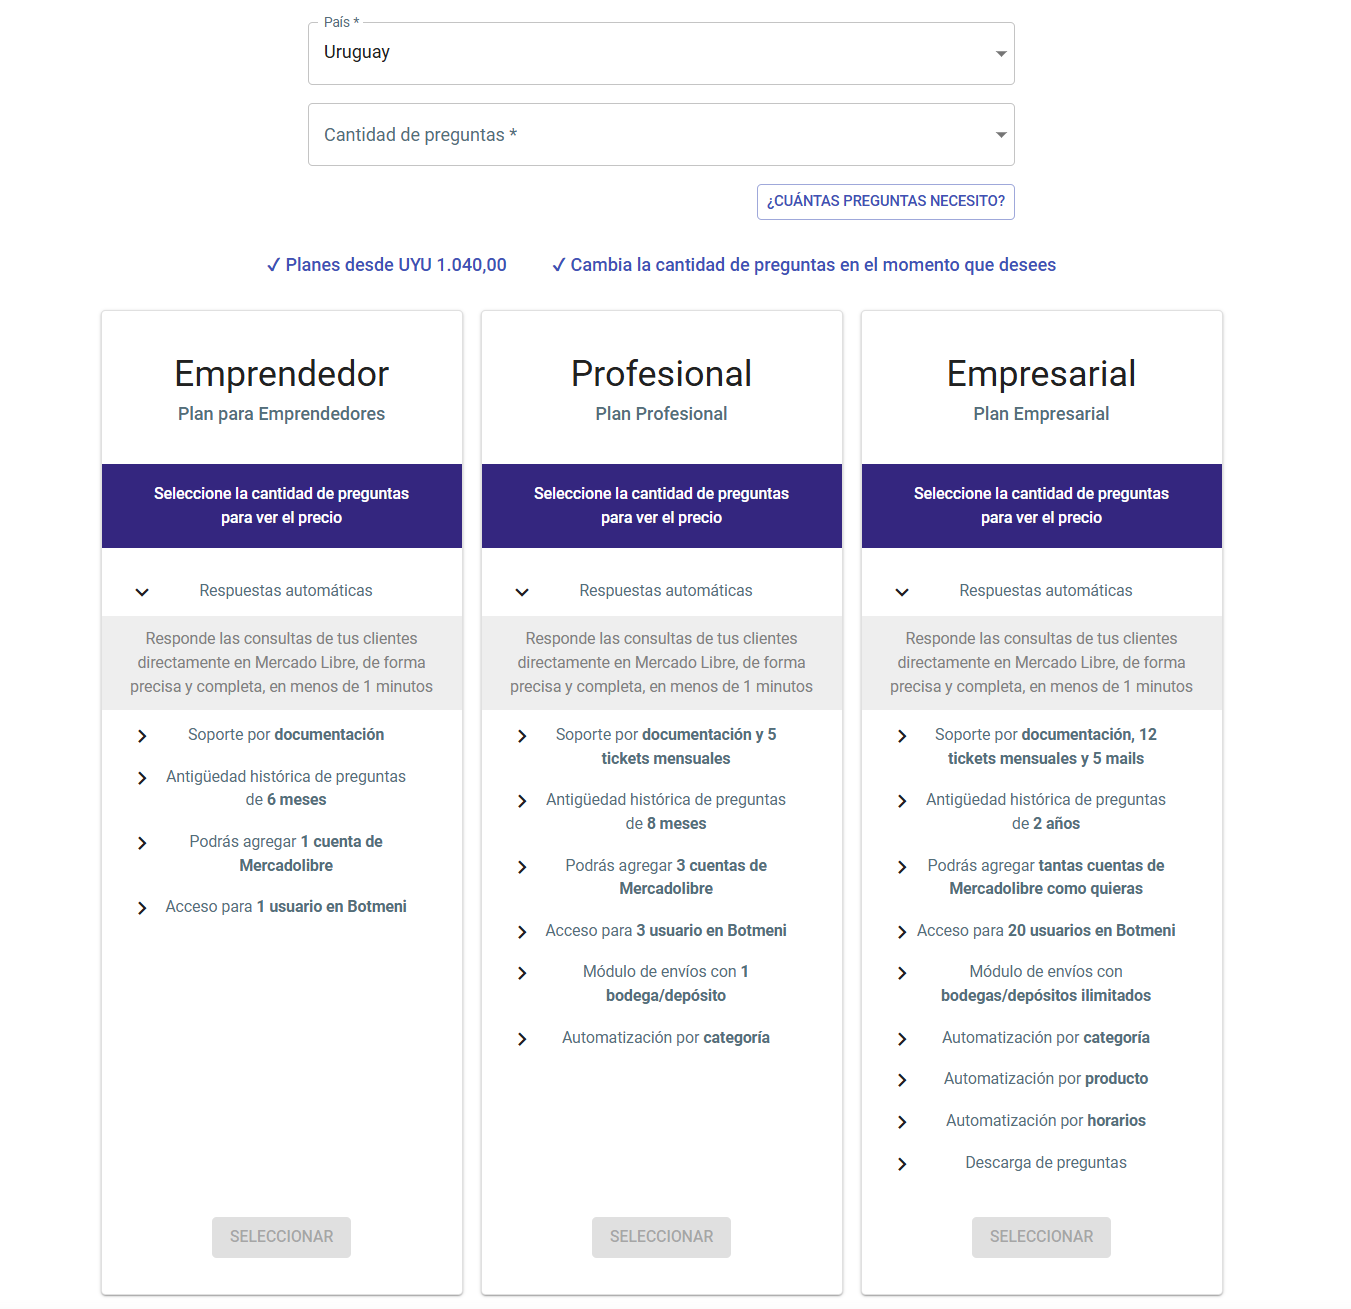 País *
Uruguay
Cantidad de preguntas *
¿CUÁNTAS PREGUNTAS NECESITO?
✓ Planes desde UYU 1.040,00
✓ Cambia la cantidad de preguntas en el momento que desees
Emprendedor
Plan para Emprendedores
Seleccione la cantidad de preguntas
para ver el precio
Respuestas automáticas
Responde las consultas de tus clientes
directamente en Mercado Libre, de forma
precisa y completa, en menos de 1 minutos
Soporte por documentación
Antigüedad histórica de preguntas
de 6 meses
Podrás agregar 1 cuenta de
Mercadolibre
Acceso para 1 usuario en Botmeni
SELECCIONAR
Profesional
Plan Profesional
Seleccione la cantidad de preguntas
para ver el precio
Respuestas automáticas
Responde las consultas de tus clientes
directamente en Mercado Libre, de forma
precisa y completa, en menos de 1 minutos
Soporte por documentación y 5
tickets mensuales
Antigüedad histórica de preguntas
de 8 meses
Podrás agregar 3 cuentas de
Mercadolibre
Acceso para 3 usuario en Botmeni
Módulo de envíos con 1
bodega/depósito
Automatización por categoría
SELECCIONAR
Empresarial
Plan Empresarial
Seleccione la cantidad de preguntas
para ver el precio
Respuestas automáticas
Responde las consultas de tus clientes
directamente en Mercado Libre, de forma
precisa y completa, en menos de 1 minutos
Soporte por documentación, 12
tickets mensuales y 5 mails
Antigüedad histórica de preguntas
de 2 años
Podrás agregar tantas cuentas de
Mercadolibre como quieras
Acceso para 20 usuarios en Botmeni
Módulo de envíos con
bodegas/depósitos ilimitados
Automatización por categoría
Automatización por producto
Automatización por horarios
Descarga de preguntas
SELECCIONAR